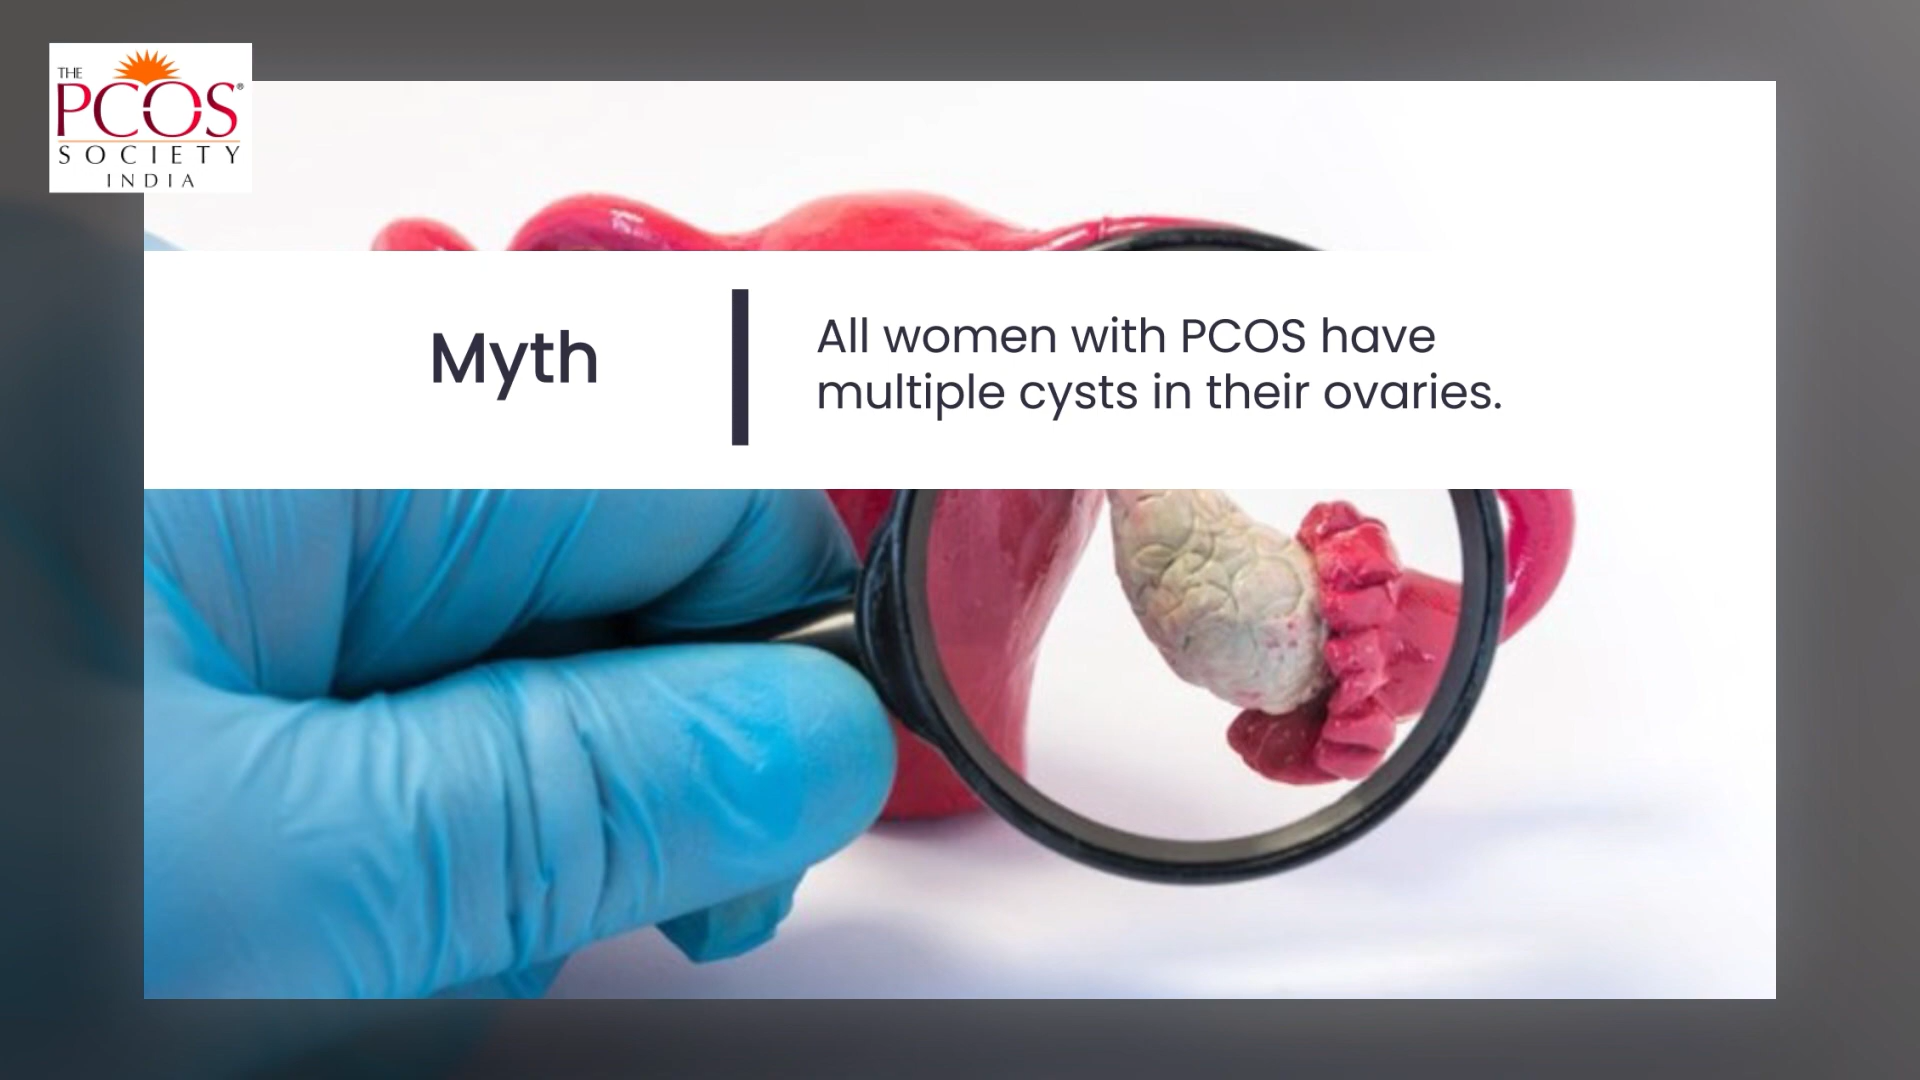 THE
PCOS®
SOCIETY
INDIA
Myth
All women with PCOS have
multiple cysts in their ovaries.